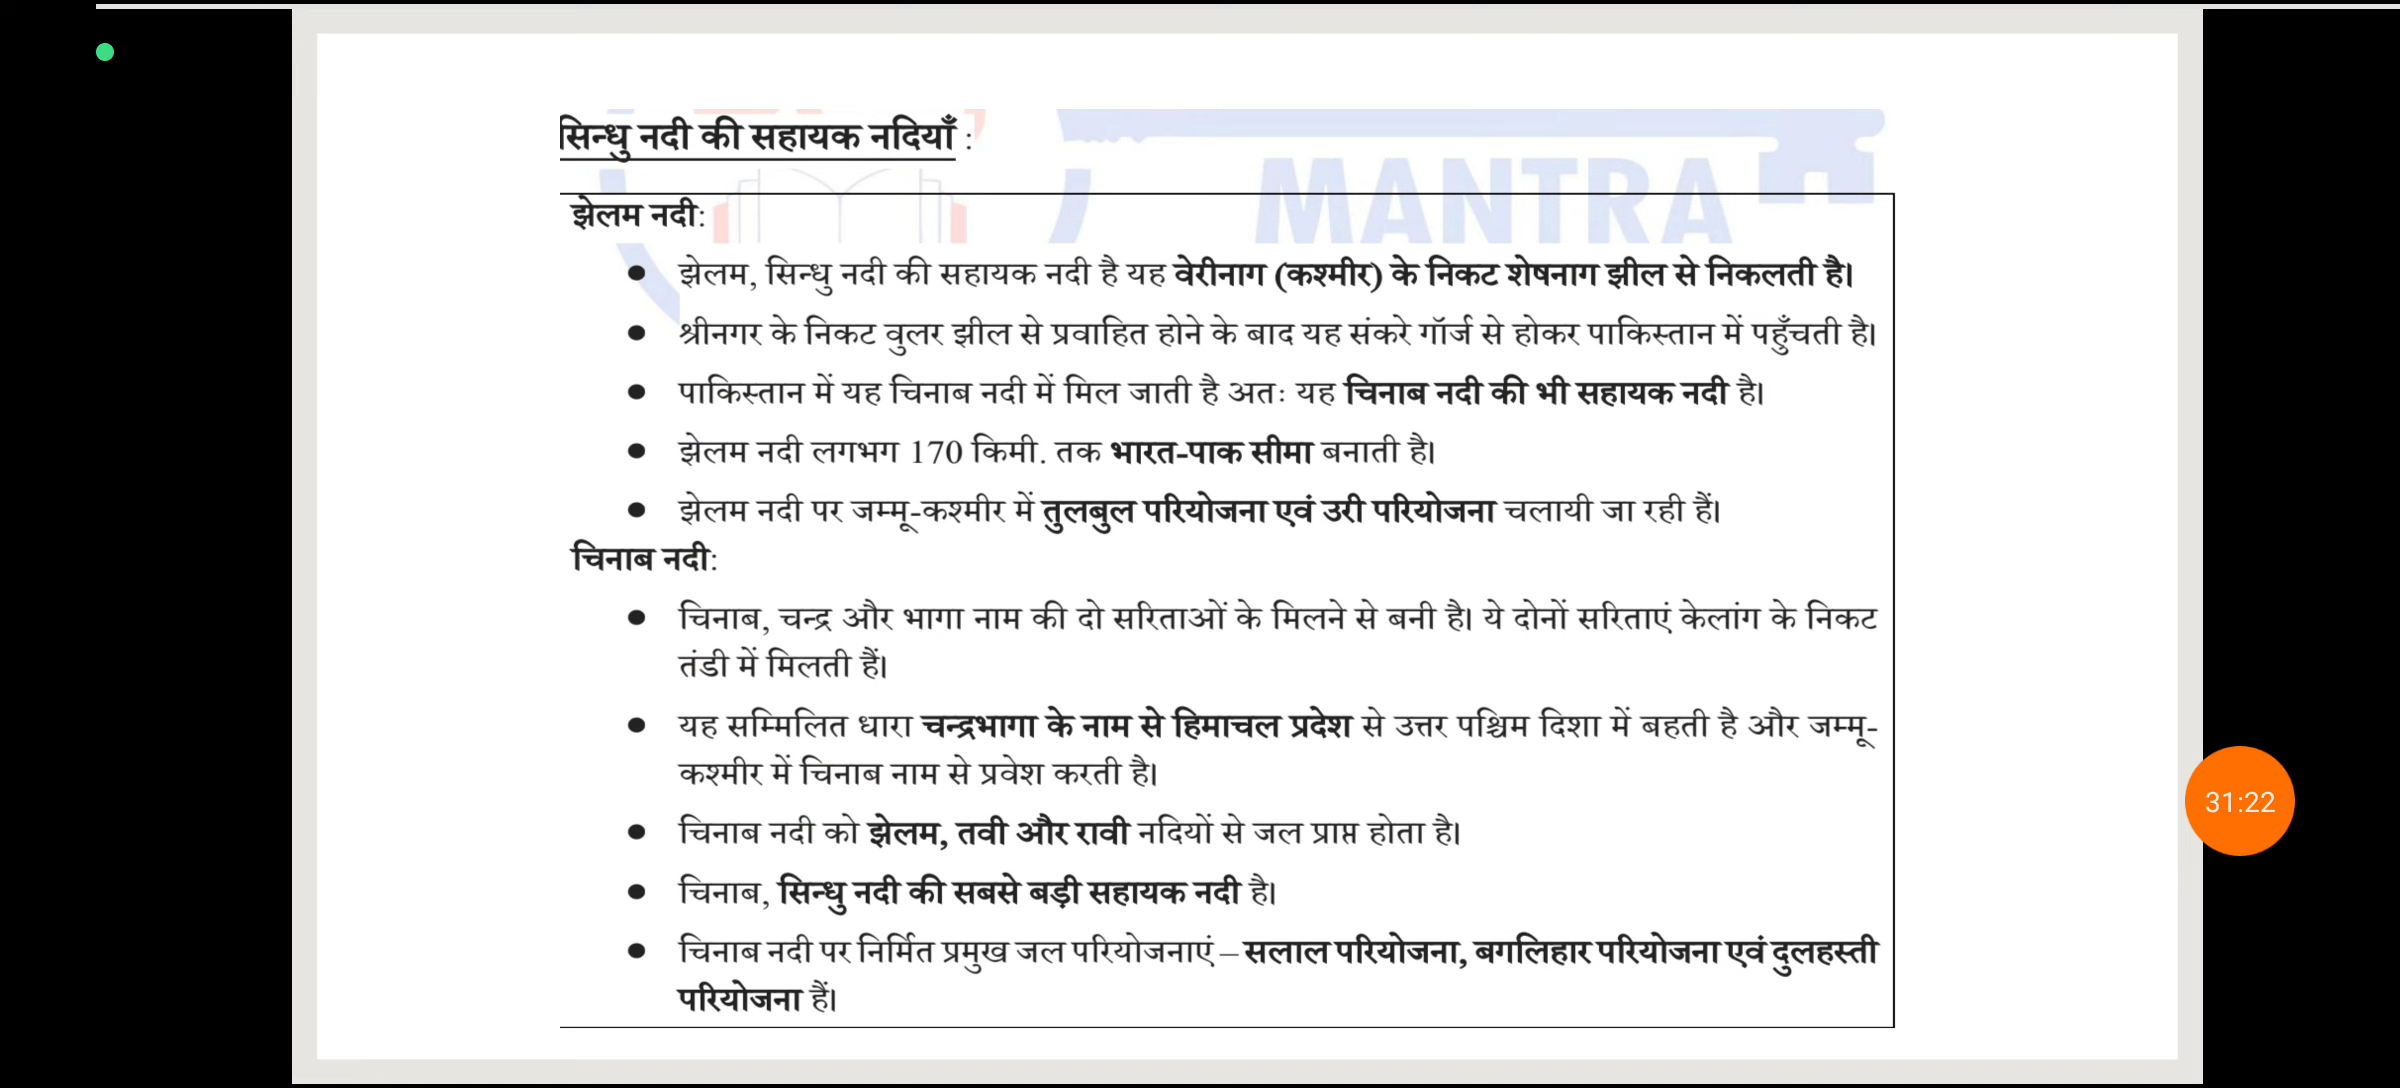 MANTRA
सिन्धु नदी की सहायक नदियाँ :
झेलम नदी:
● झेलम, सिन्धु नदी की सहायक नदी है यह वेरीनाग (कश्मीर) के निकट शेषनाग झील से निकलती है।
● श्रीनगर के निकट वुलर झील से प्रवाहित होने के बाद यह संकरे गॉर्ज से होकर पाकिस्तान में पहुँचती है।
● पाकिस्तान में यह चिनाब नदी में मिल जाती है अतः यह चिनाब नदी की भी सहायक नदी है।
● झेलम नदी लगभग 170 किमी. तक भारत-पाक सीमा बनाती है।
● झेलम नदी पर जम्मू-कश्मीर में तुलबुल परियोजना एवं उरी परियोजना चलायी जा रही हैं।
चिनाब नदी:
● चिनाब, चन्द्र और भागा नाम की दो सरिताओं के मिलने से बनी है। ये दोनों सरिताएं केलांग के निकट
तंडी में मिलती हैं।
● यह सम्मिलित धारा चन्द्रभागा के नाम से हिमाचल प्रदेश से उत्तर पश्चिम दिशा में बहती है और जम्मू-
कश्मीर में चिनाब नाम से प्रवेश करती है।
● चिनाब नदी को झेलम, तवी और रावी नदियों से जल प्राप्त होता है।
● चिनाब, सिन्धु नदी की सबसे बड़ी सहायक नदी है।
● चिनाब नदी पर निर्मित प्रमुख जल परियोजनाएं – सलाल परियोजना, बगलिहार परियोजना एवं दुलहस्ती
परियोजना हैं।
31:22